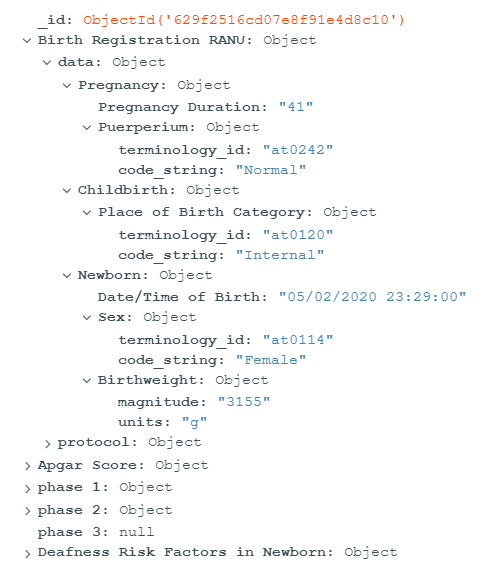 _id: ObjectId('629f2516cd07e8f91e4d8c10')
Birth Registration RANU: Object
data: Object
Pregnancy: Object
Pregnancy Duration: "41"
Puerperium: Object
terminology_id: "at0242"
code_string: "Normal"
Childbirth: Object
Place of Birth Category: Object
terminology_id: "at0120"
code_string: "Internal"
Newborn: Object
Date/Time of Birth: "05/02/2020 23:29:00"
Sex: Object
terminology_id: "at0114"
code_string: "Female"
Birthweight: Object
magnitude: "3155"
units: "g"
protocol: Object
Apgar Score: Object
phase 1: Object
phase 2: Object
phase 3: null
Deafness Risk Factors in Newborn: Object